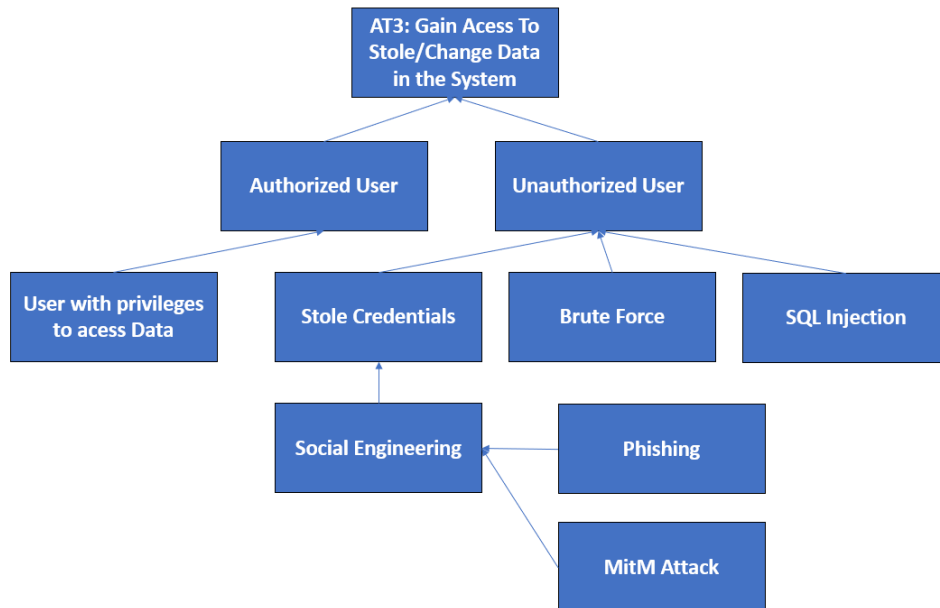 AT3: Gain Acess To
Stole/Change Data
in the System
Authorized User
Unauthorized User
User with privileges
to acess Data
Stole Credentials
Brute Force
SQL Injection
Social Engineering
Phishing
MitM Attack